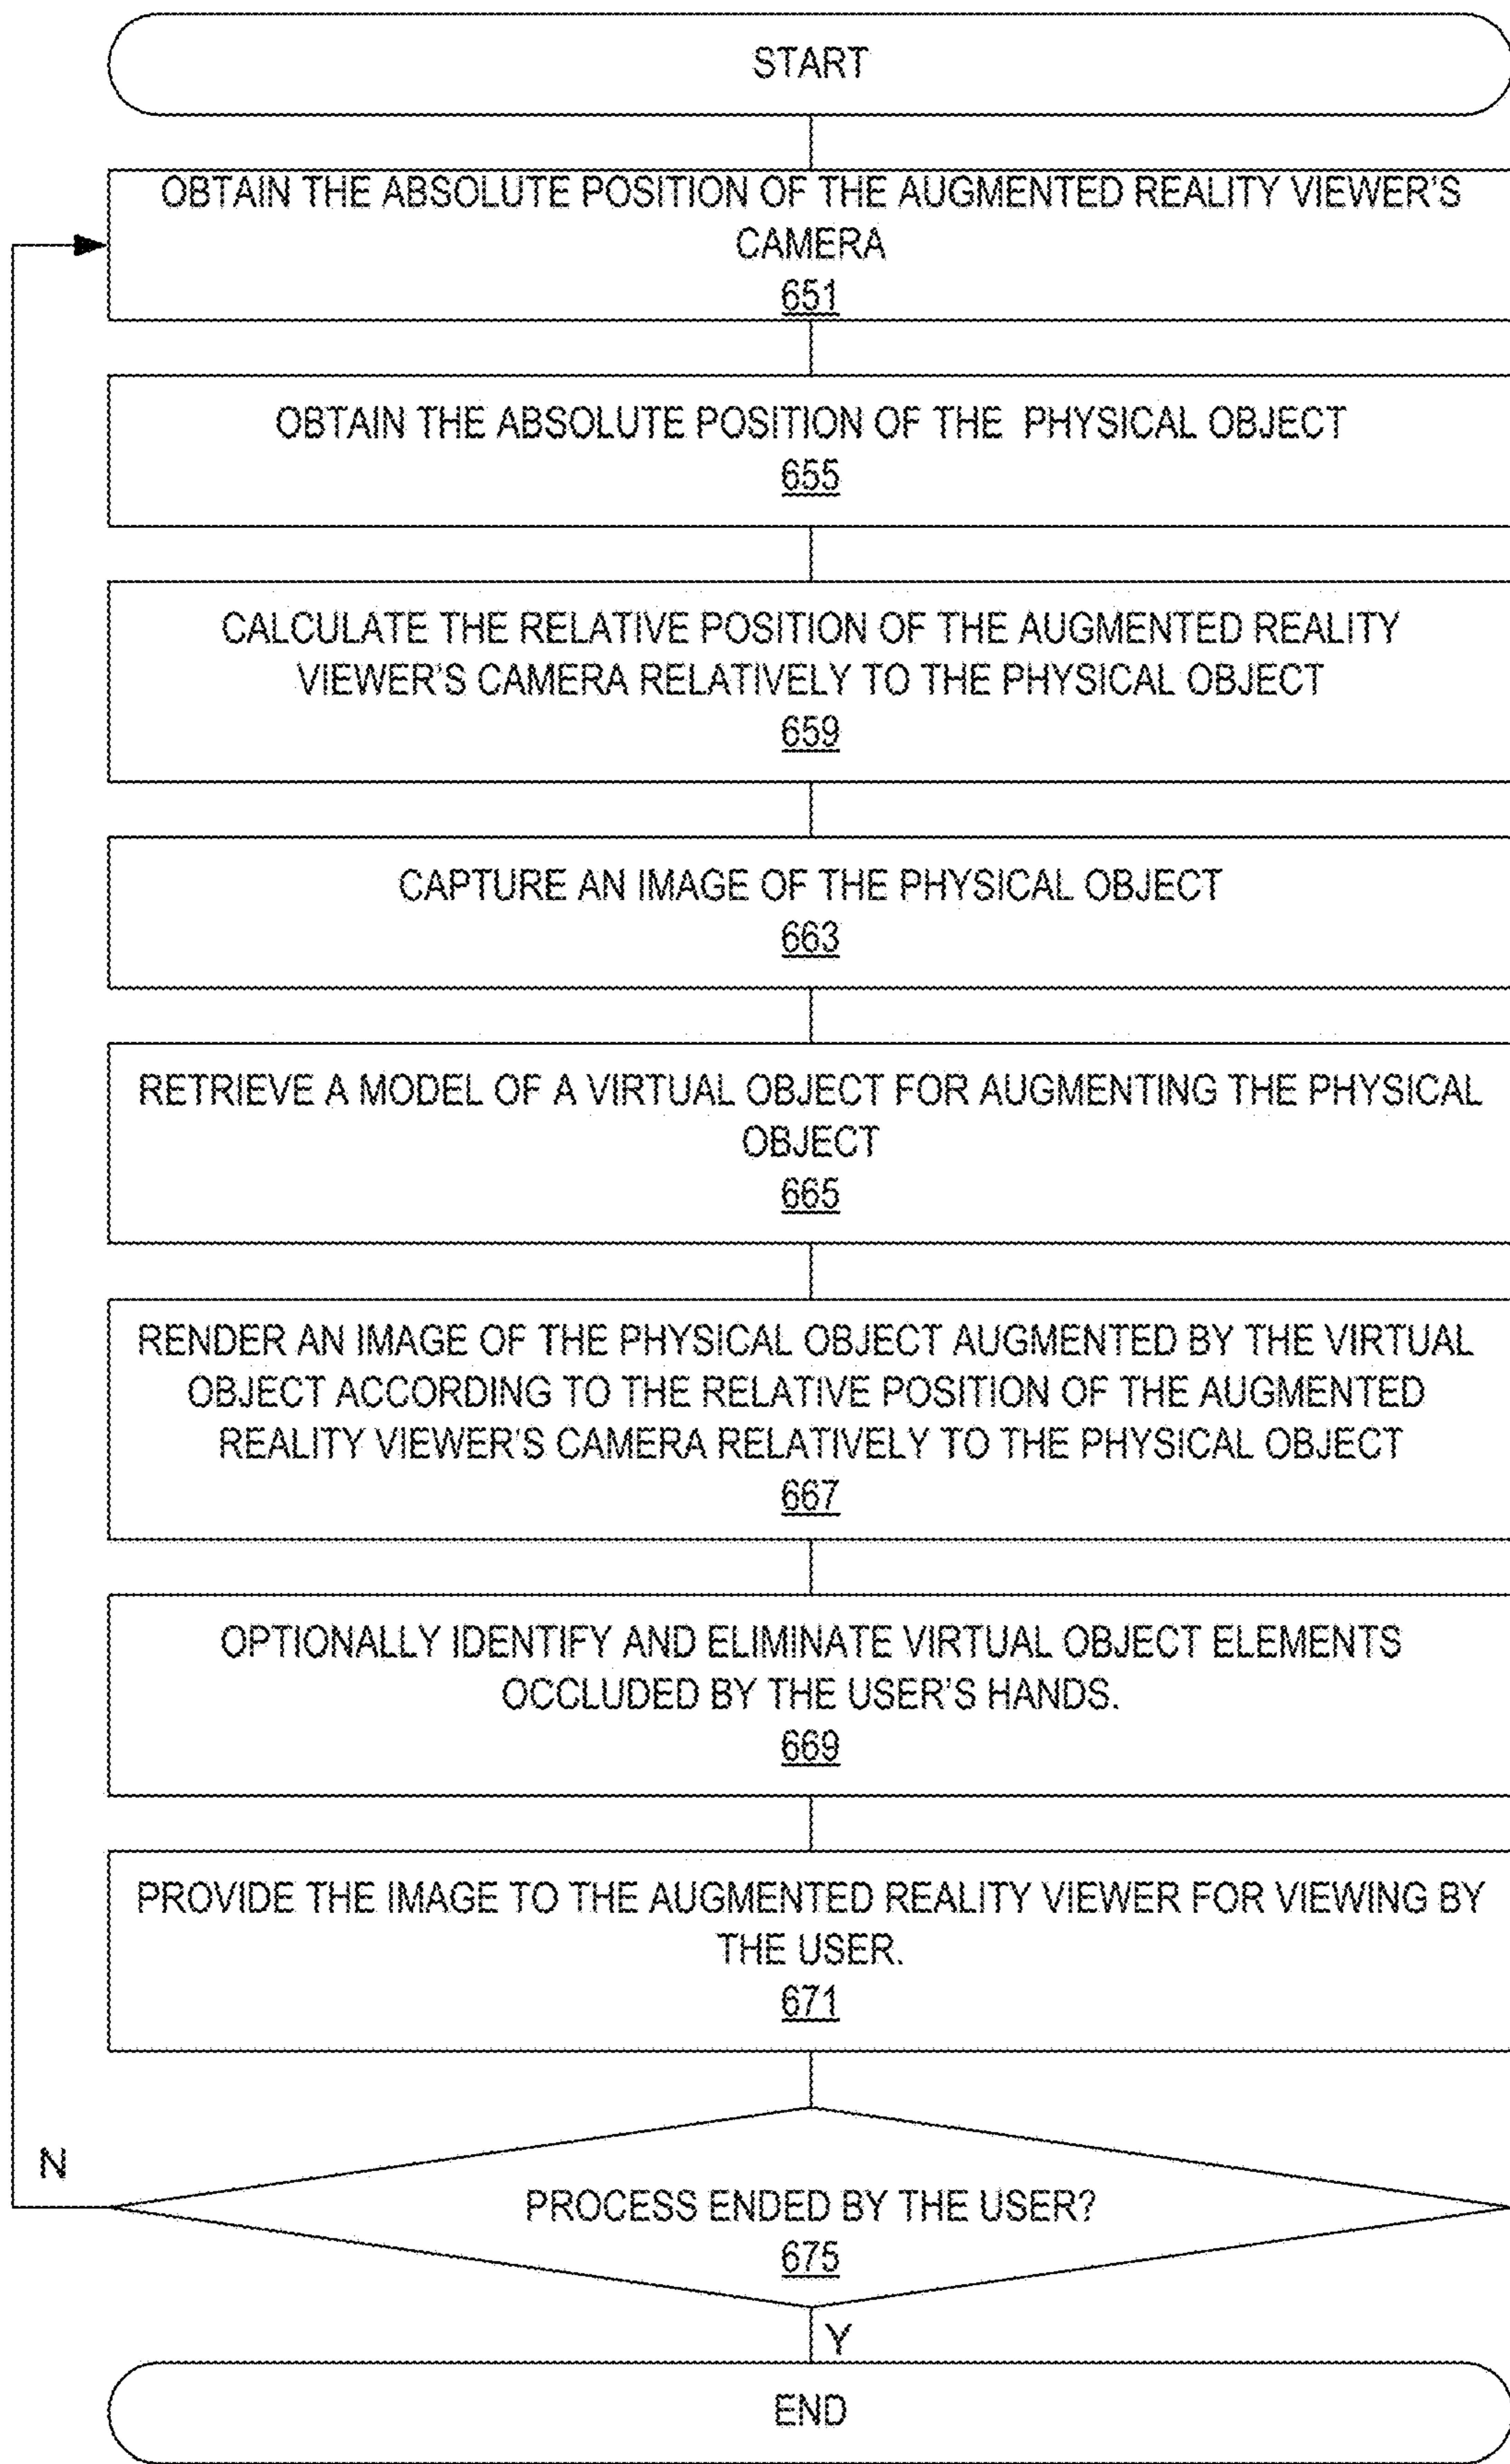 START
OBTAIN THE ABSOLUTE POSITION OF THE AUGMENTED REALITY VIEWER'S
CAMERA
651
OBTAIN THE ABSOLUTE POSITION OF THE PHYSICAL OBJECT
655
CALCULATE THE RELATIVE POSITION OF THE AUGMENTED REALITY
VIEWER'S CAMERA RELATIVELY TO THE PHYSICAL OBJECT
659
CAPTURE AN IMAGE OF THE PHYSICAL OBJECT
663
RETRIEVE A MODEL OF A VIRTUAL OBJECT FOR AUGMENTING THE PHYSICAL
OBJECT
665
RENDER AN IMAGE OF THE PHYSICAL OBJECT AUGMENTED BY THE VIRTUAL
OBJECT ACCORDING TO THE RELATIVE POSITION OF THE AUGMENTED
REALITY VIEWER'S CAMERA RELATIVELY TO THE PHYSICAL OBJECT
667
OPTIONALLY IDENTIFY AND ELIMINATE VIRTUAL OBJECT ELEMENTS
OCCLUDED BY THE USER'S HANDS.
669
PROVIDE THE IMAGE TO THE AUGMENTED REALITY VIEWER FOR VIEWING BY
THE USER.
671
N
PROCESS ENDED BY THE USER?
675
Y
END